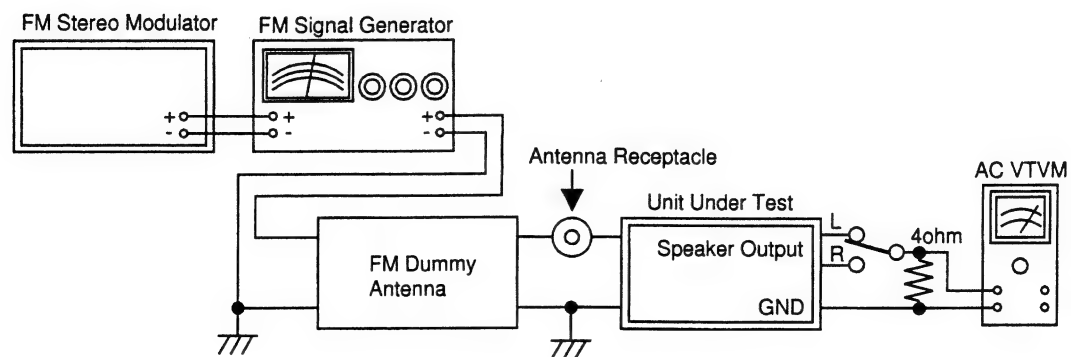 FM Stereo Modulator
FM Signal Generator
+
-
+
-
+
-
Antenna Receptacle
AC VTVM
Unit Under Test
L
4ohm
Speaker Output
R
FM Dummy
Antenna
GND